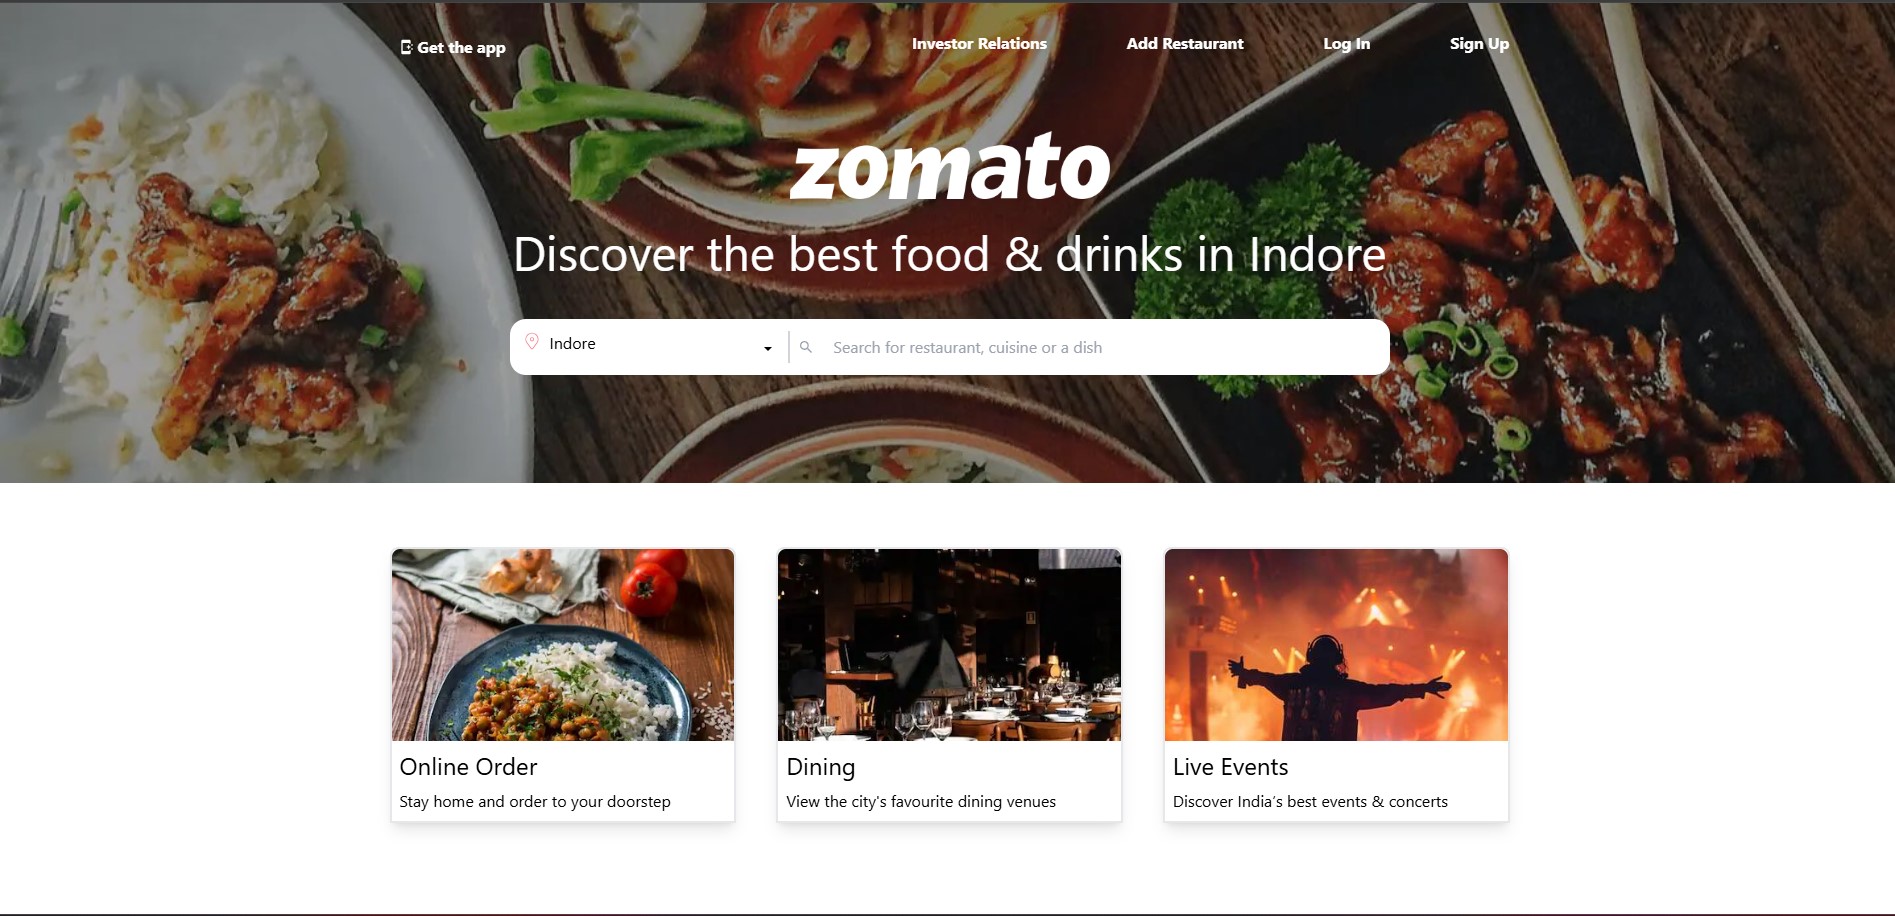 Get the app
Investor Relations
Add Restaurant
Log In
Sign Up
zomato
Discover the best food & drinks in Indore
Indore
Search for restaurant, cuisine or a dish
Online Order
Stay home and order to your doorstep
Dining
View the city's favourite dining venues
Live Events
Discover India's best events & concerts